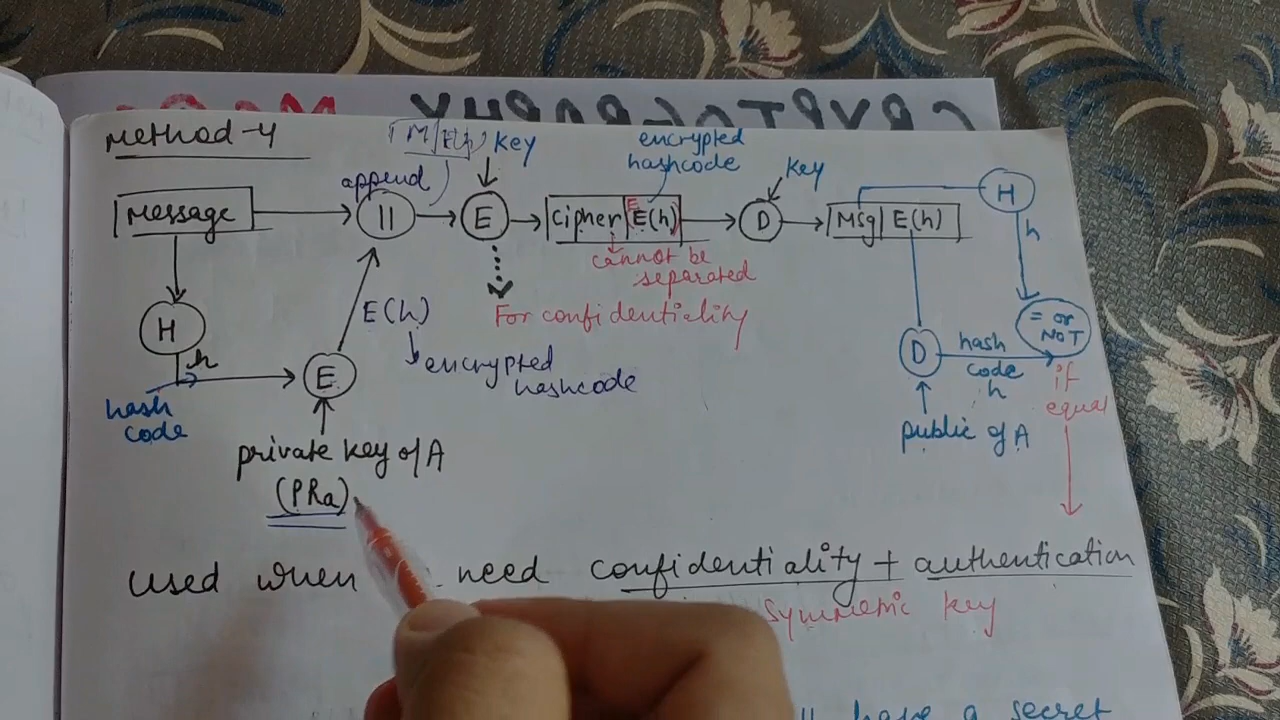 CRYPTOGRAPHY
Method-4
M/E(h)
Key
encrypted
hashcode
Key
append
Message
||
E
Cipher
E
E(h)
D
Msg
E(h)
H
h
cannot be
separated
For confidentiality
E(h)
H
h
encrypted
hashcode
hash
code
E
private key of A
(PRa)
D
hash
code
h
= or
NOT
if
equal
public of A
Used when need confidentiality + authentication
Symmetric key
have a secret